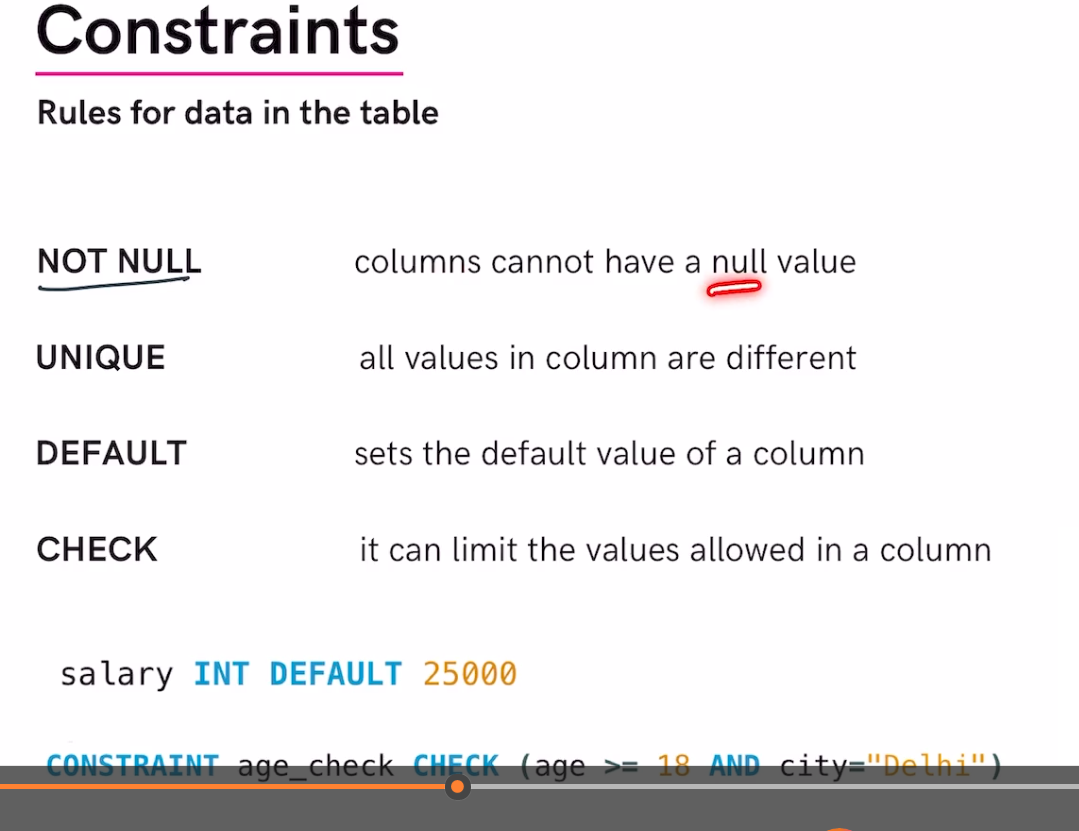 Constraints
Rules for data in the table
NOT NULL columns cannot have a null value
UNIQUE all values in column are different
DEFAULT sets the default value of a column
CHECK it can limit the values allowed in a column
salary INT DEFAULT 25000
CONSTRAINT age_check CHECK (age >= 18 AND city="Delhi")